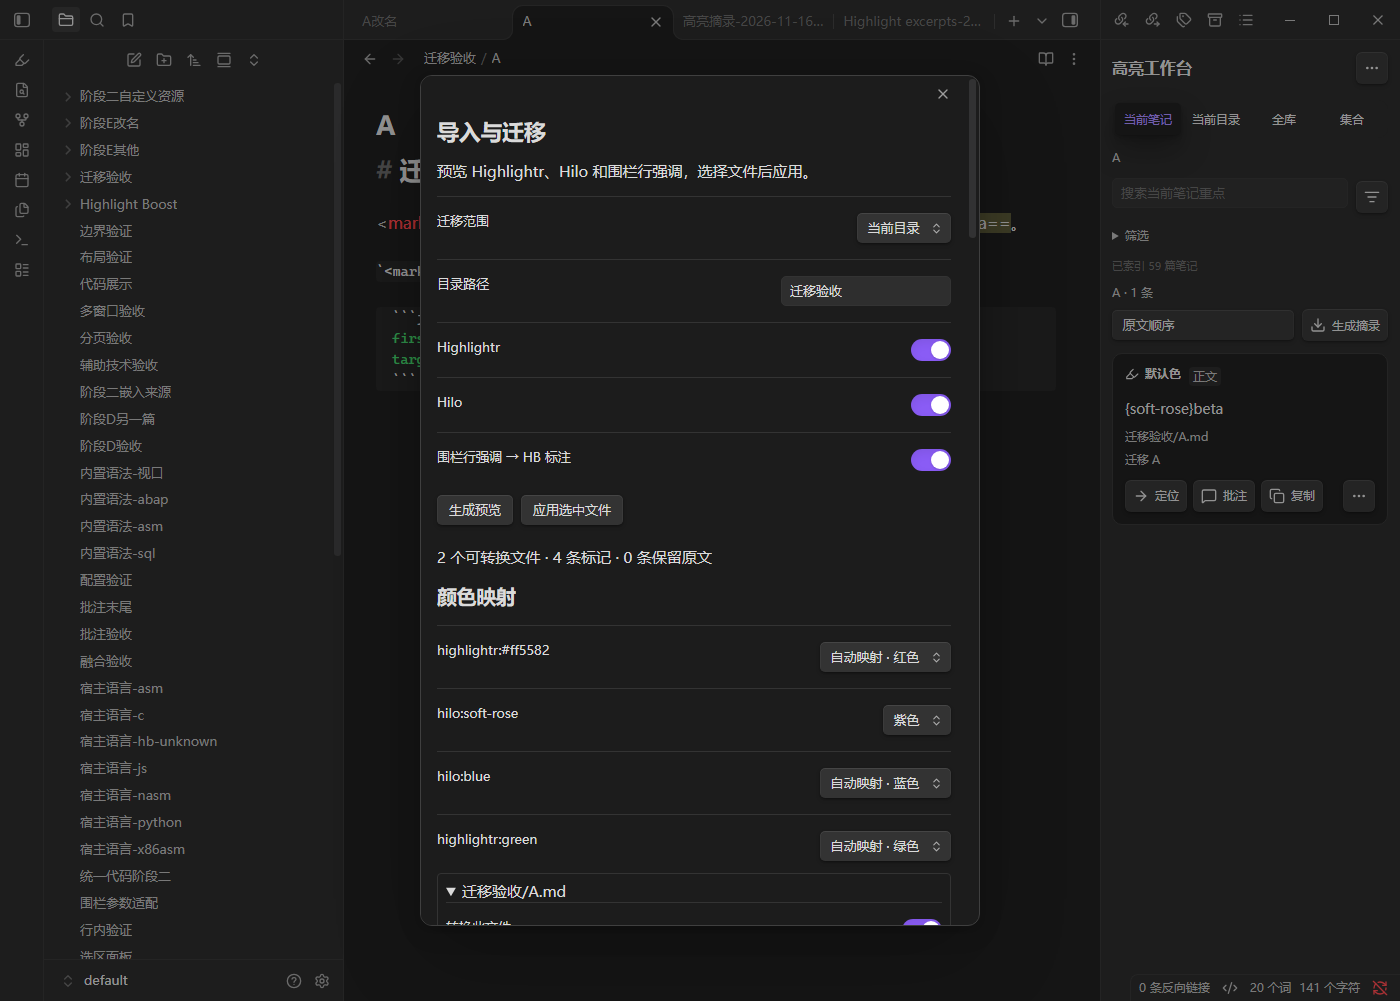 A改名
A
高亮摘录-2026-11-16...
Highlight excerpts-2...
阶段二自定义资源
阶段E改名
阶段E其他
迁移验收
Highlight Boost
边界验证
布局验证
代码展示
多窗口验收
分页验收
辅助技术验收
阶段二嵌入来源
阶段D另一篇
阶段D验收
内置语法-视口
内置语法-abap
内置语法-asm
内置语法-sql
配置验证
批注末尾
批注验收
融合验收
宿主语言-asm
宿主语言-c
宿主语言-hb-unknown
宿主语言-js
宿主语言-nasm
宿主语言-python
宿主语言-x86asm
统一代码阶段二
围栏参数适配
行内验证
选区面板
default
迁移验收 / A
A
# 迁
<mar
a==。
`<mar
```
firs
targ
```
导入与迁移
预览 Highlightr、Hilo 和围栏行强调，选择文件后应用。
迁移范围
当前目录
目录路径
迁移验收
Highlightr
Hilo
围栏行强调 → HB 标注
生成预览
应用选中文件
2 个可转换文件 · 4 条标记 · 0 条保留原文
颜色映射
highlightr:#ff5582
自动映射 · 红色
hilo:soft-rose
紫色
hilo:blue
自动映射 · 蓝色
highlightr:green
自动映射 · 绿色
▼ 迁移验收/A.md
转换此文件
高亮工作台
当前笔记
当前目录
全库
集合
A
搜索当前笔记重点
筛选
已索引 59 篇笔记
A · 1 条
原文顺序
生成摘录
默认色
正文
{soft-rose}beta
迁移验收/A.md
迁移 A
定位
批注
复制
0 条反向链接
20 个词
141 个字符